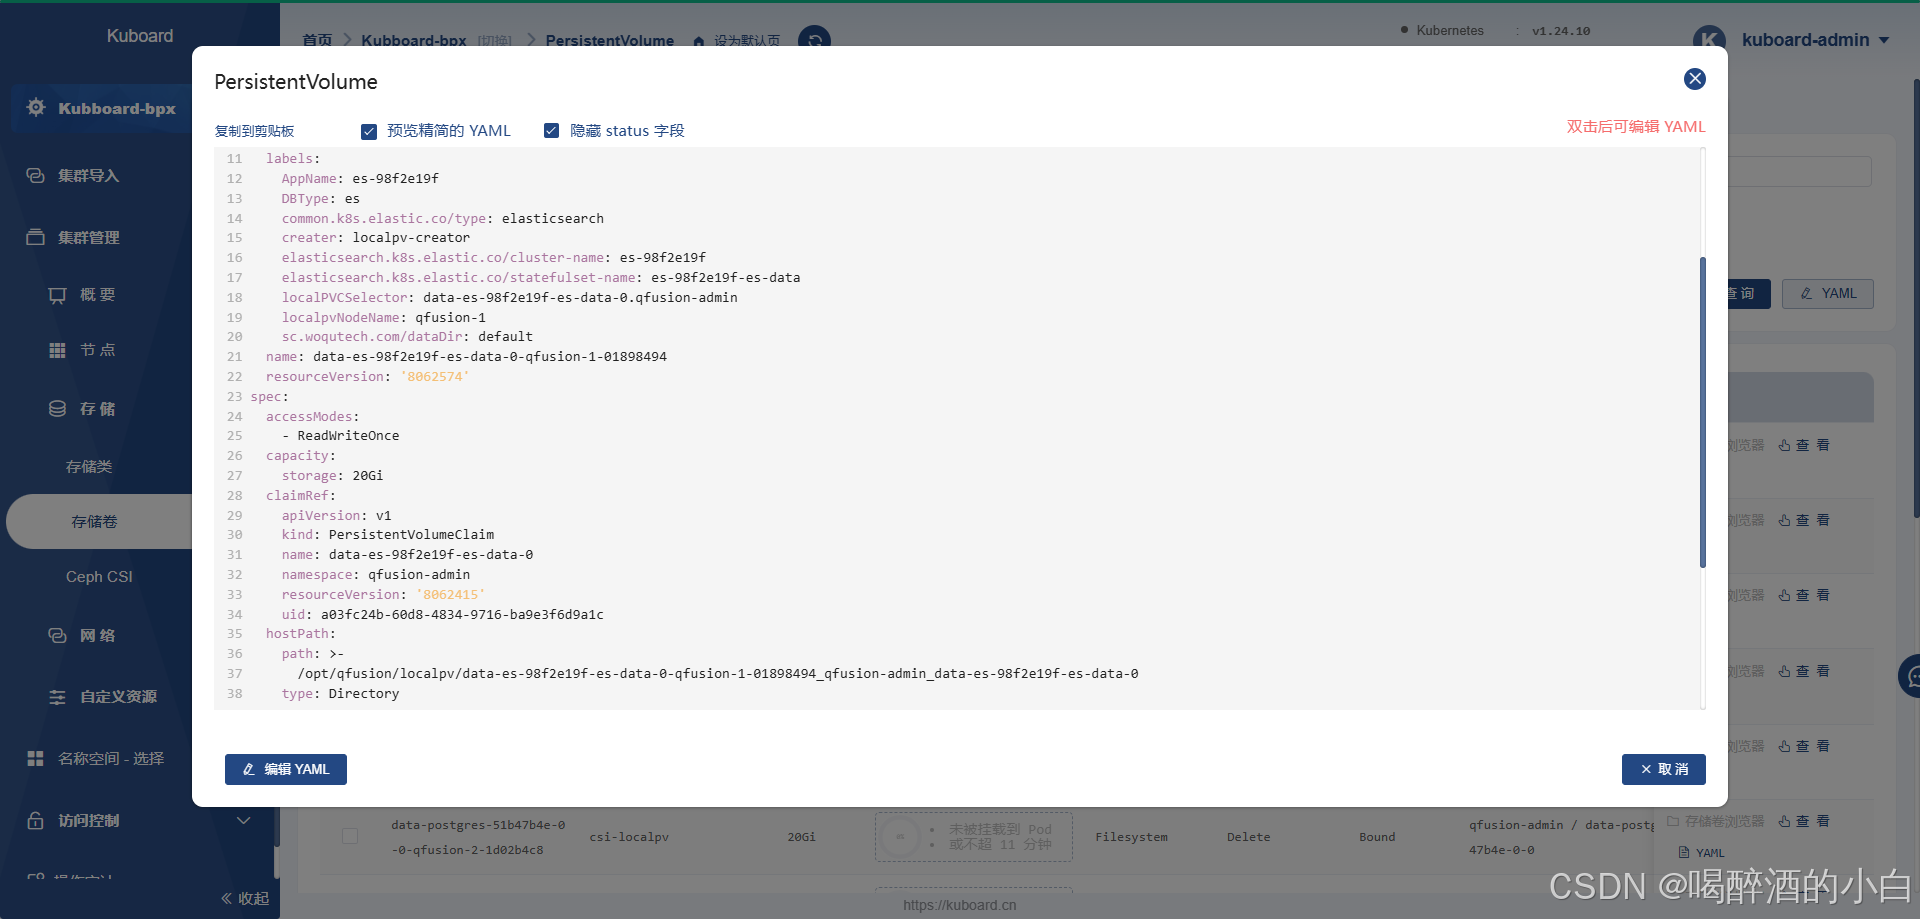 Kuboard
首页
Kubboard-bpx
[切换]
PersistentVolume
设为默认页
Kubernetes : v1.24.10
kuboard-admin
Kubboard-bpx
集群导入
集群管理
概 要
节 点
存 储
存储类
存储卷
Ceph CSI
网 络
自定义资源
名称空间 - 选择
访问控制
收起
PersistentVolume
复制到剪贴板
预览精简的 YAML
隐藏 status 字段
双击后可编辑 YAML
11 labels:
12 AppName: es-98f2e19f
13 DBType: es
14 common.k8s.elastic.co/type: elasticsearch
15 creater: localpv-creator
16 elasticsearch.k8s.elastic.co/cluster-name: es-98f2e19f
17 elasticsearch.k8s.elastic.co/statefulset-name: es-98f2e19f-es-data
18 localPVCSelector: data-es-98f2e19f-es-data-0.qfusion-admin
19 localpvNodeName: qfusion-1
20 sc.woqutech.com/dataDir: default
21 name: data-es-98f2e19f-es-data-0-qfusion-1-01898494
22 resourceVersion: '8062574'
23 spec:
24 accessModes:
25 - ReadWriteOnce
26 capacity:
27 storage: 20Gi
28 claimRef:
29 apiVersion: v1
30 kind: PersistentVolumeClaim
31 name: data-es-98f2e19f-es-data-0
32 namespace: qfusion-admin
33 resourceVersion: '8062415'
34 uid: a03fc24b-60d8-4834-9716-ba9e3f6d9a1c
35 hostPath:
36 path: >-
37 /opt/qfusion/localpv/data-es-98f2e19f-es-data-0-qfusion-1-01898494_qfusion-admin_data-es-98f2e19f-es-data-0
38 type: Directory
编辑 YAML
取 消
查 询
YAML
浏览器 查 看
浏览器 查 看
浏览器 查 看
浏览器 查 看
浏览器 查 看
data-postgres-51b47b4e-0
-0-qfusion-2-1d02b4c8
csi-localpv
20Gi
未被挂载到 Pod
或不超 11 分钟
Filesystem
Delete
Bound
qfusion-admin / data-postg
47b4e-0-0
存储卷浏览器 查 看
YAML
https://kuboard.cn
CSDN @喝醉酒的小白